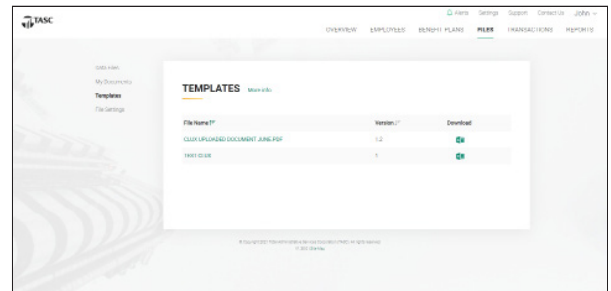 TASC
Alerts Settings Support Contact Us John
OVERVIEW EMPLOYEES BENEFIT PLANS FILES TRANSACTIONS REPORTS
My Documents
Templates
File Settings
TEMPLATES More Info
File Name Version Download
CLUX UPLOADED DOCUMENT JUNE.PDF 1.2
1